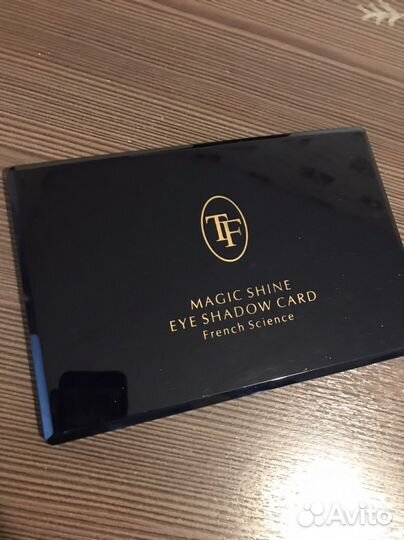 TF
MAGIC SHINE
EYE SHADOW CARD
French Science
Avito